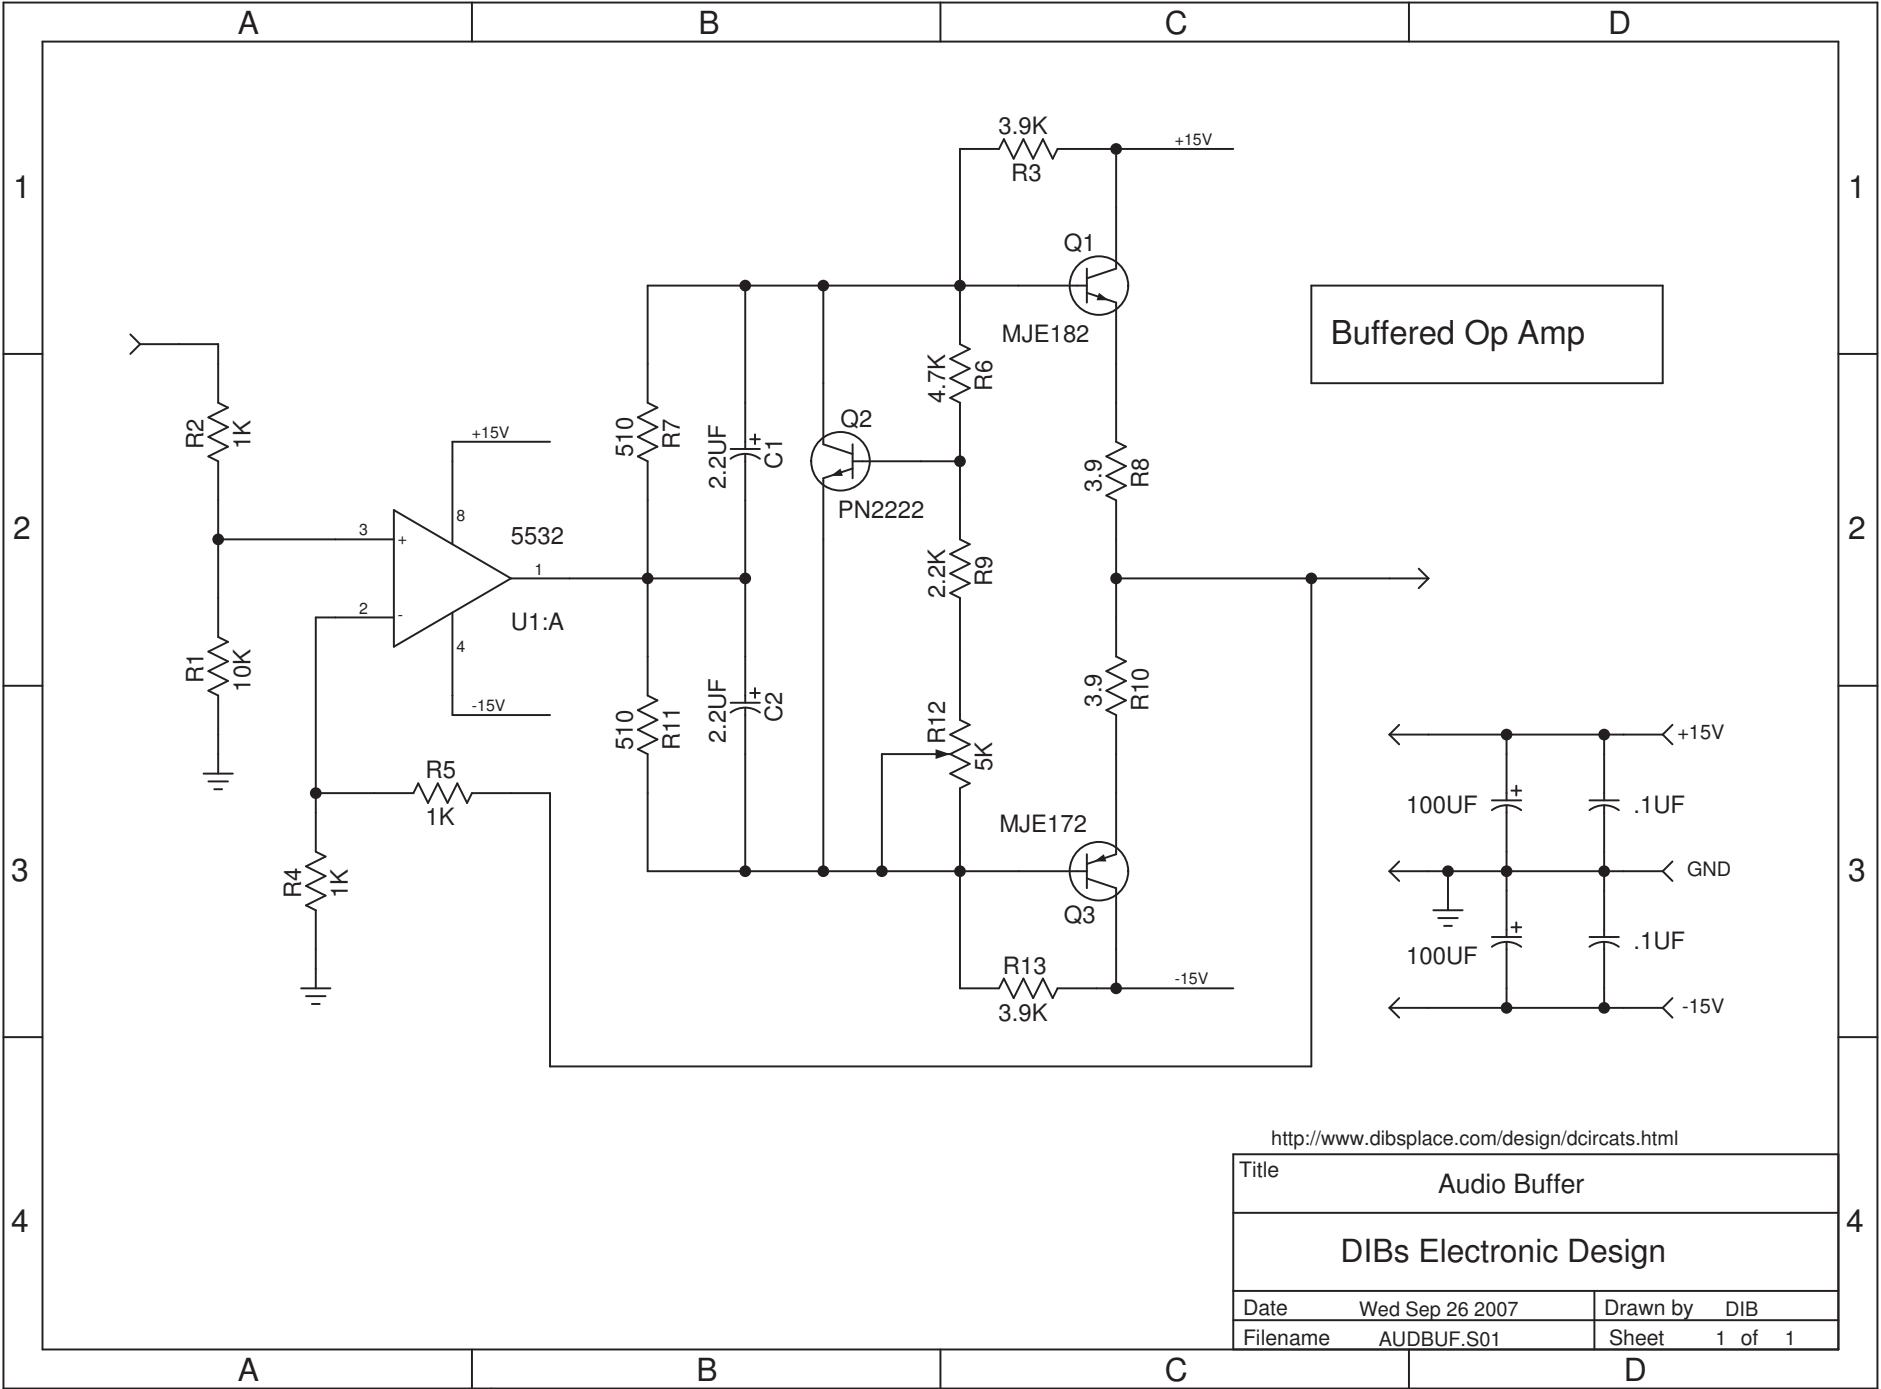 A B C D
1
1
2
2
3
3
4
4
A B C D
3.9K
R3
+15V
Q1
MJE182
Buffered Op Amp
4.7K
R6
R2
1K
+15V
510
R7
2.2UF
+
C1
Q2
PN2222
3.9
R8
8
3
+
5532
1
2
-
U1:A
4
2.2K
R9
R1
10K
-15V
510
R11
2.2UF
+
C2
R12
5K
3.9
R10
R5
1K
MJE172
Q3
R4
1K
R13
3.9K
-15V
+15V
100UF
+
.1UF
GND
100UF
+
.1UF
-15V
http://www.dibsplace.com/design/dcircats.html
Title
Audio Buffer
DIBs Electronic Design
Date Wed Sep 26 2007 Drawn by DIB
Filename AUDBUF.S01 Sheet 1 of 1